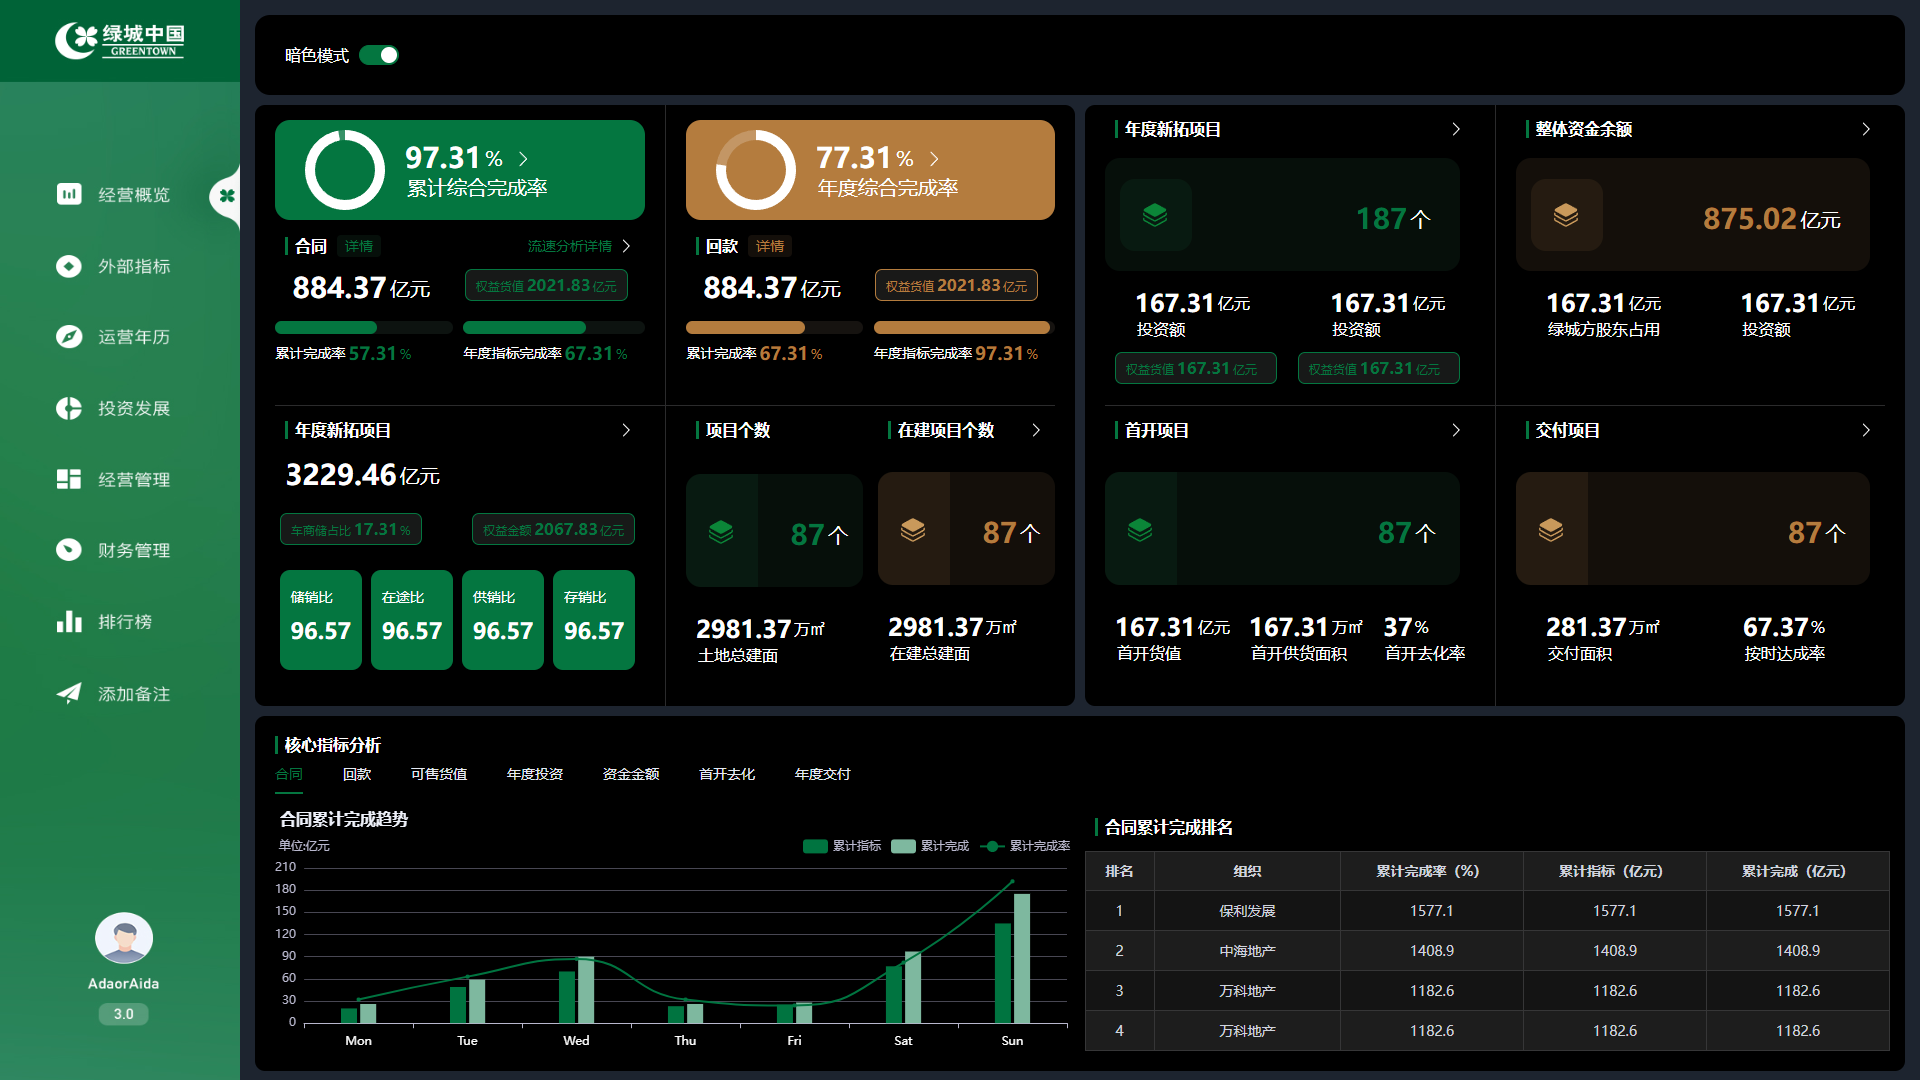 绿城中国
GREENTOWN
经营概览
外部指标
运营年历
投资发展
经营管理
财务管理
排行榜
添加备注
AdaorAida
3.0
暗色模式
97.31 %
累计综合完成率
合同 详情 流速分析详情
884.37 亿元 权益货值 2021.83 亿元
累计完成率 57.31 % 年度指标完成率 67.31 %
77.31 %
年度综合完成率
回款 详情
884.37 亿元 权益货值 2021.83 亿元
累计完成率 67.31 % 年度指标完成率 97.31 %
年度新拓项目
3229.46 亿元
车商储占比 17.31 % 权益金额 2067.83 亿元
储销比 在途比 供销比 存销比
96.57 96.57 96.57 96.57
项目个数 在建项目个数
87 个 87 个
2981.37 万㎡ 2981.37 万㎡
土地总建面 在建总建面
年度新拓项目
187 个
167.31 亿元 167.31 亿元
投资额 投资额
权益货值 167.31 亿元 权益货值 167.31 亿元
整体资金余额
875.02 亿元
167.31 亿元 167.31 亿元
绿城方股东占用 投资额
首开项目
87 个
167.31 亿元 167.31 万㎡ 37 %
首开货值 首开供货面积 首开去化率
交付项目
87 个
281.37 万㎡ 67.37 %
交付面积 按时达成率
核心指标分析
合同 回款 可售货值 年度投资 资金金额 首开去化 年度交付
合同累计完成趋势
单位:亿元 累计指标 累计完成 累计完成率
210
180
150
120
90
60
30
0
Mon Tue Wed Thu Fri Sat Sun
合同累计完成排名
排名 组织 累计完成率（%） 累计指标（亿元） 累计完成（亿元）
1 保利发展 1577.1 1577.1 1577.1
2 中海地产 1408.9 1408.9 1408.9
3 万科地产 1182.6 1182.6 1182.6
4 万科地产 1182.6 1182.6 1182.6